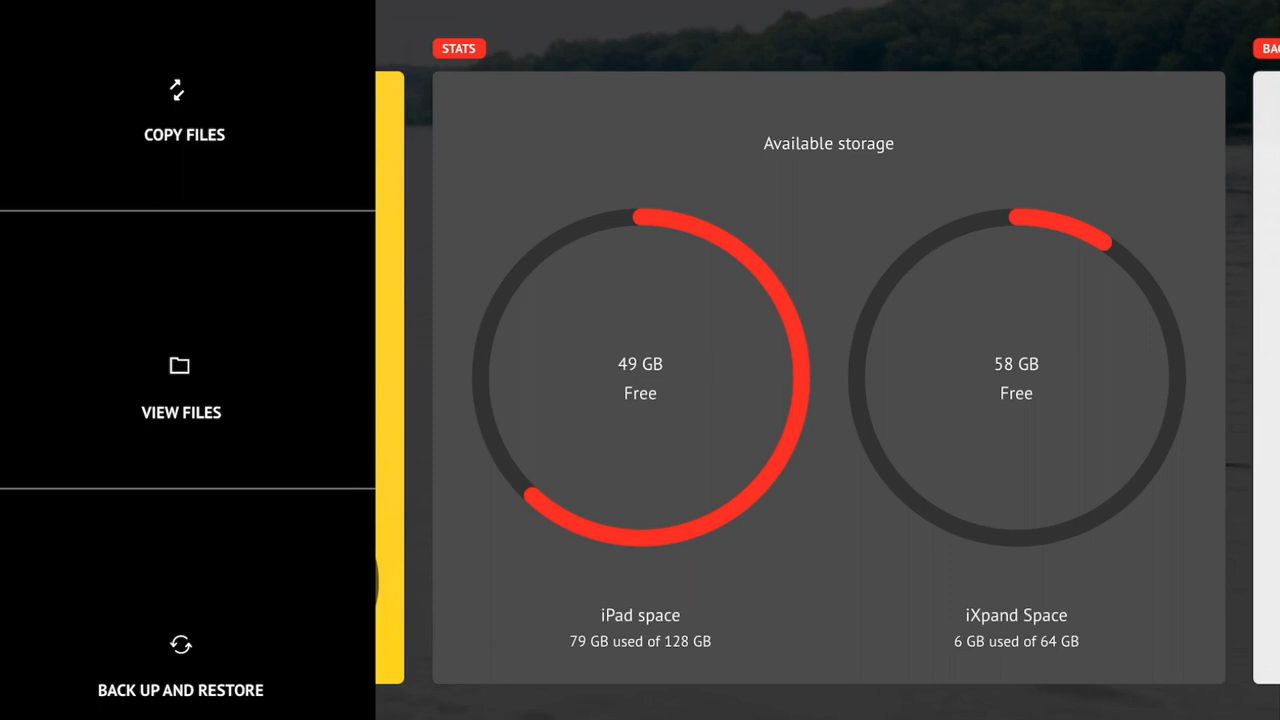 COPY FILES
VIEW FILES
BACK UP AND RESTORE
STATS
Available storage
49 GB
Free
iPad space
79 GB used of 128 GB
58 GB
Free
iXpand Space
6 GB used of 64 GB